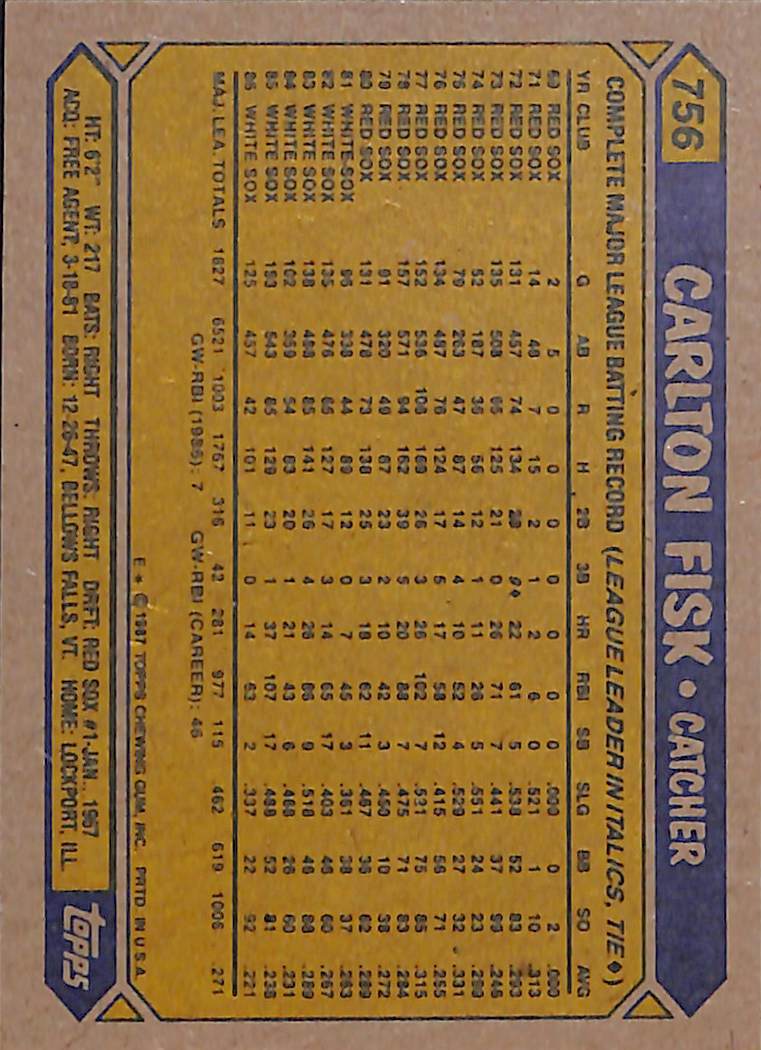 756
CARLTON FISK • CATCHER
COMPLETE MAJOR LEAGUE BATTING RECORD (LEAGUE LEADER IN ITALICS, TIE ♦)
YR CLUB G AB R H 2B 3B HR RBI SB SLG BB SO AVG
69 RED SOX 2 5 0 0 0 0 0 0 0 .000 0 2 .000
71 RED SOX 14 48 7 15 2 1 2 6 0 .521 1 10 .313
72 RED SOX 131 457 74 134 28 9♦ 22 61 5 .538 52 83 .293
73 RED SOX 135 508 65 125 21 0 26 71 7 .441 37 99 .246
74 RED SOX 52 187 36 56 12 1 11 26 5 .551 24 23 .299
75 RED SOX 79 263 47 87 14 4 10 52 4 .529 27 32 .331
76 RED SOX 134 487 76 124 17 5 17 58 12 .415 56 71 .255
77 RED SOX 152 536 106 169 26 3 26 102 7 .531 75 85 .315
78 RED SOX 157 571 94 162 39 5 20 88 7 .475 71 83 .284
79 RED SOX 91 320 49 87 23 2 10 42 3 .450 10 38 .272
80 RED SOX 131 478 73 138 25 3 18 62 11 .467 36 62 .289
81 WHITE SOX 96 338 44 89 12 0 7 45 3 .361 38 37 .263
82 WHITE SOX 135 476 66 127 17 3 14 65 17 .403 46 60 .267
83 WHITE SOX 138 488 85 141 26 4 26 86 9 .518 46 88 .289
84 WHITE SOX 102 359 54 83 20 1 21 43 6 .468 26 60 .231
85 WHITE SOX 153 543 85 129 23 1 37 107 17 .488 52 81 .238
86 WHITE SOX 125 457 42 101 11 0 14 63 2 .337 22 92 .221
MAJ. LEA. TOTALS 1827 6521 1003 1767 316 42 281 977 115 .462 619 1006 .271
GW-RBI (1986): 7 GW-RBI (CAREER): 46
E * © 1987 TOPPS CHEWING GUM, INC. PRTD. IN U.S.A.
HT: 6'2" WT: 217 BATS: RIGHT THROWS: RIGHT DRFT: RED SOX #1-JAN., 1967
ACQ: FREE AGENT, 3-18-81 BORN: 12-26-47, BELLOWS FALLS, VT. HOME: LOCKPORT, ILL.
topps